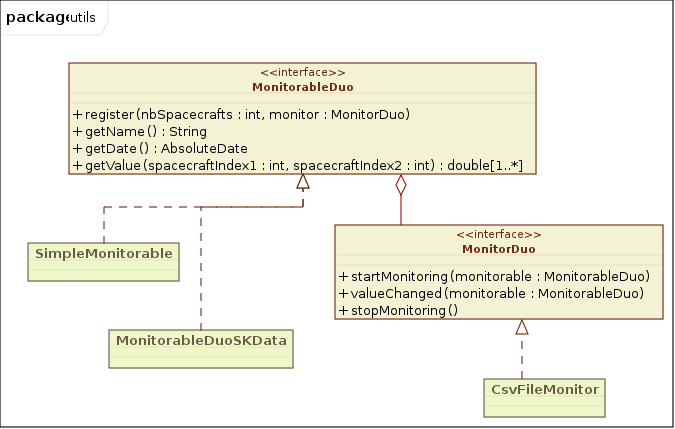 package utils
<<interface>>
MonitorableDuo
+ register(nbSpacecrafts : int, monitor : MonitorDuo)
+ getName() : String
+ getDate() : AbsoluteDate
+ getValue(spacecraftIndex1 : int, spacecraftIndex2 : int) : double[1..*]
SimpleMonitorable
<<interface>>
MonitorDuo
+ startMonitoring(monitorable : MonitorableDuo)
+ valueChanged(monitorable : MonitorableDuo)
+ stopMonitoring()
MonitorableDuoSKData
CsvFileMonitor